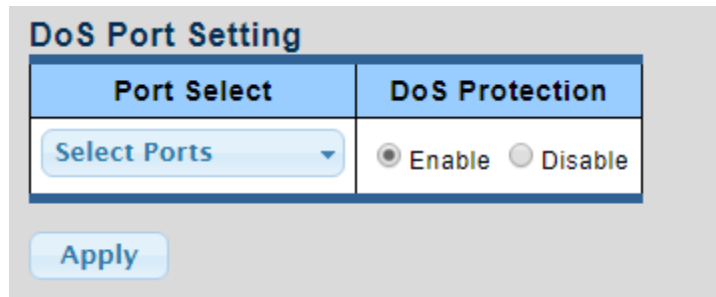 DoS Port Setting
Port Select DoS Protection
Select Ports Enable Disable
Apply